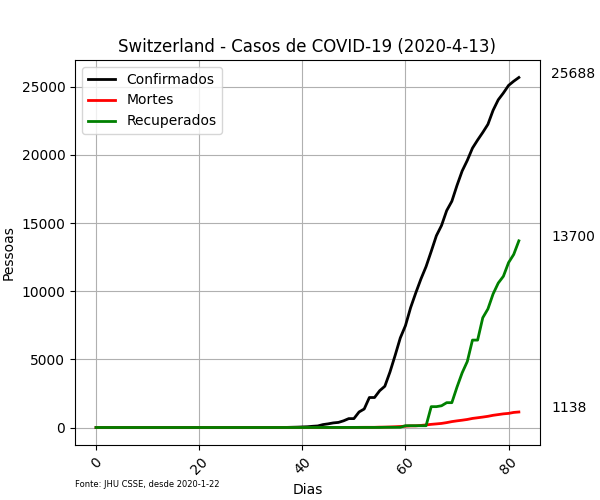 Switzerland - Casos de COVID-19 (2020-4-13)
Confirmados
Mortes
Recuperados
25688
13700
1138
Pessoas
25000
20000
15000
10000
5000
0
0 20 40 60 80
Dias
Fonte: JHU CSSE, desde 2020-1-22